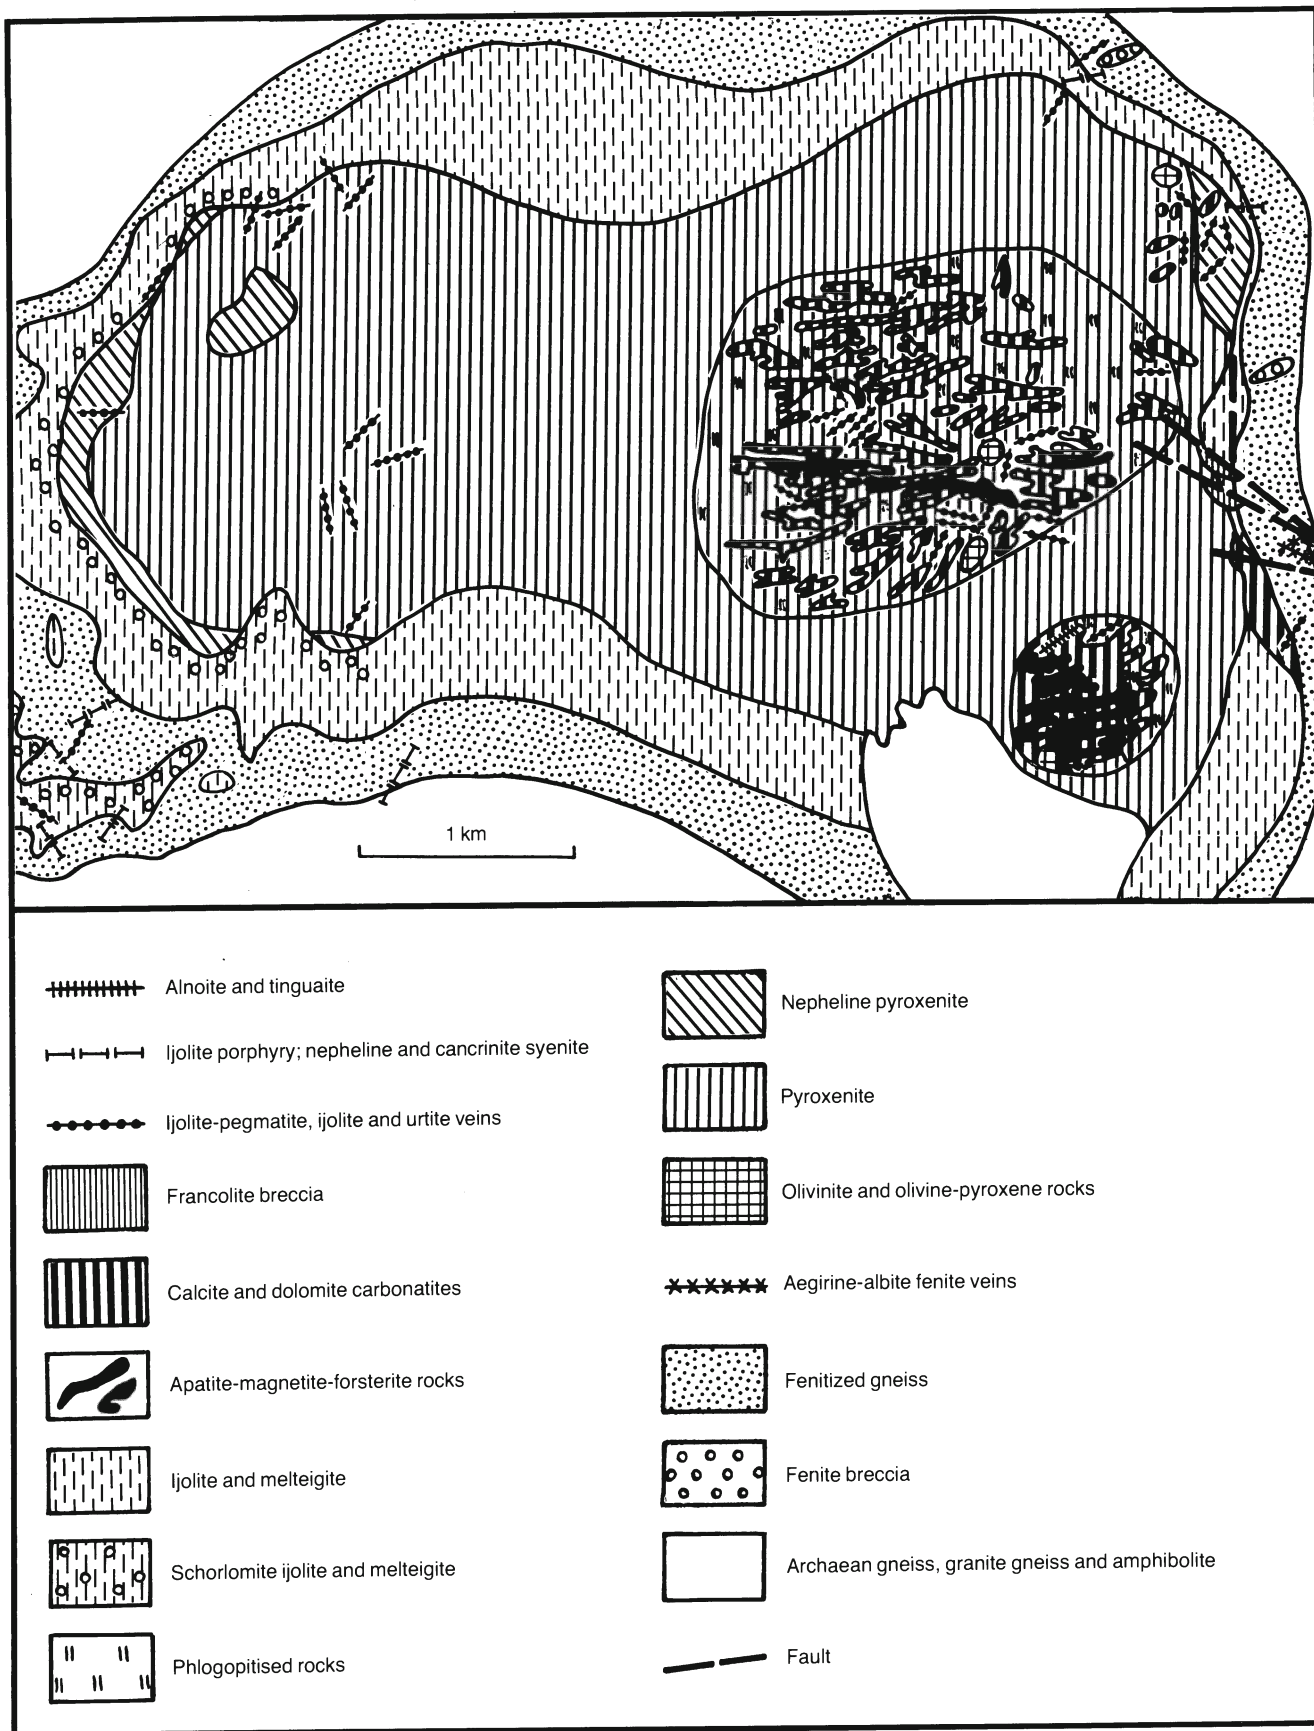 1 km
Alnoite and tinguaite
Ijolite porphyry; nepheline and cancrinite syenite
Ijolite-pegmatite, ijolite and urtite veins
Francolite breccia
Calcite and dolomite carbonatites
Apatite-magnetite-forsterite rocks
Ijolite and melteigite
Schorlomite ijolite and melteigite
Phlogopitised rocks
Nepheline pyroxenite
Pyroxenite
Olivinite and olivine-pyroxene rocks
Aegirine-albite fenite veins
Fenitized gneiss
Fenite breccia
Archaean gneiss, granite gneiss and amphibolite
Fault